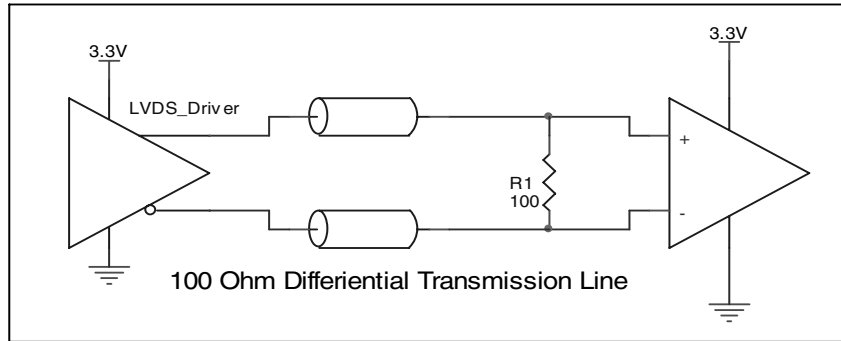 3.3V
3.3V
LVDS_Driver
+
R1
100
-
100 Ohm Differiential Transmission Line